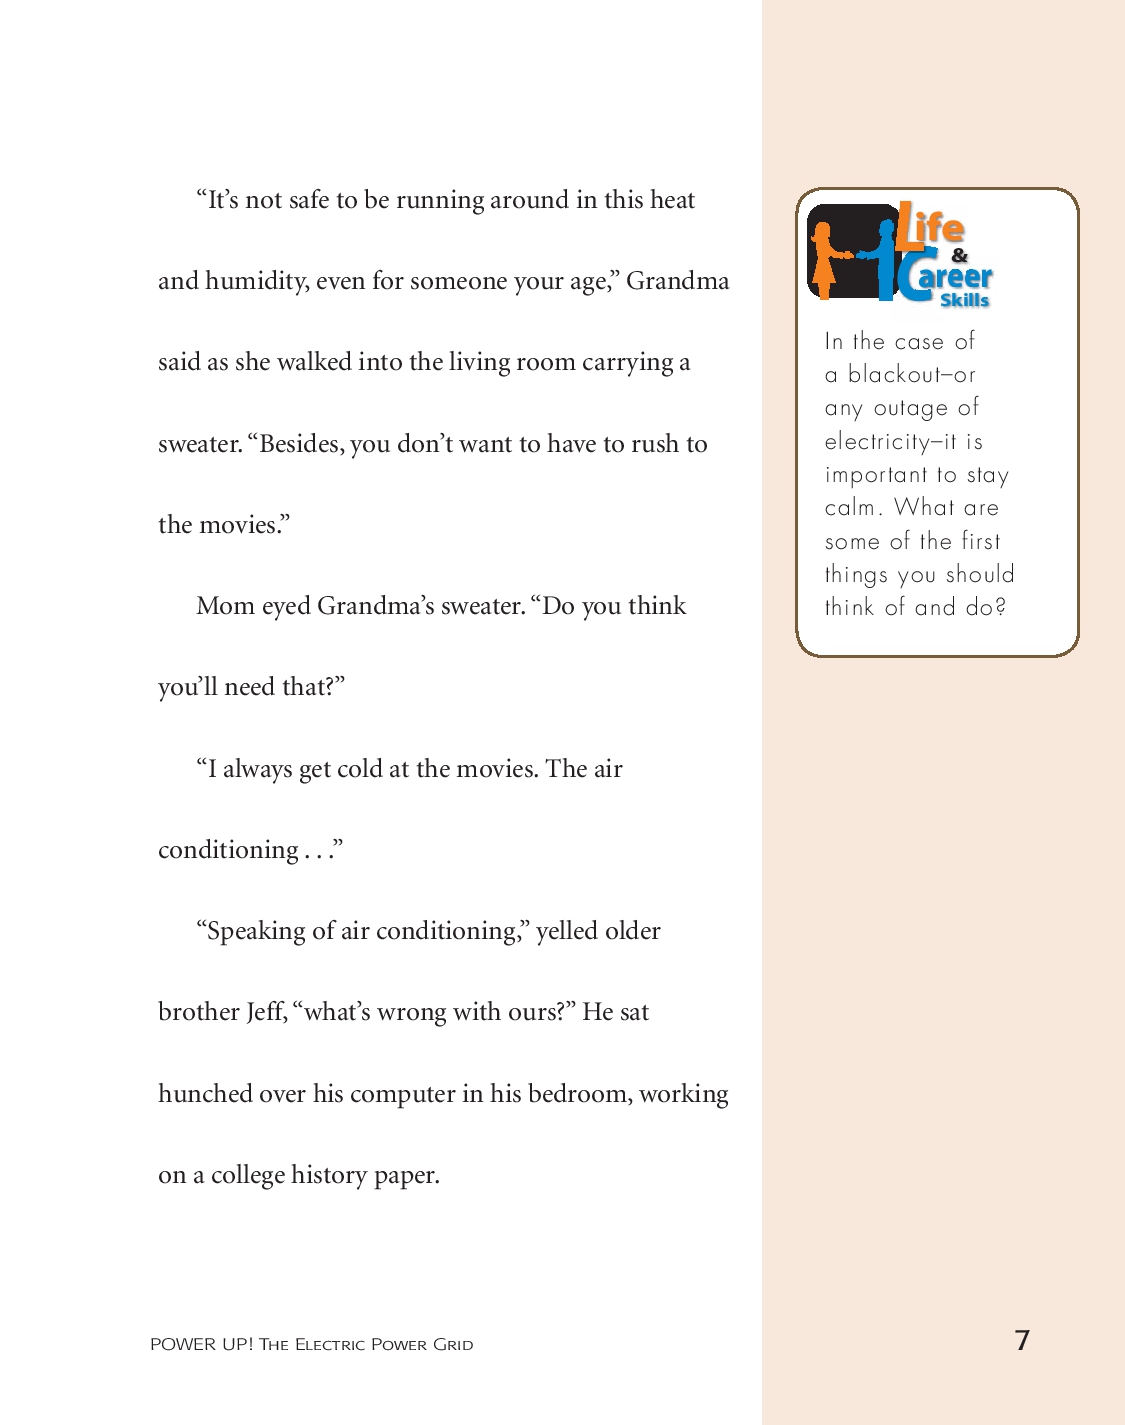 “It’s not safe to be running around in this heat
and humidity, even for someone your age,” Grandma
said as she walked into the living room carrying a
sweater. “Besides, you don’t want to have to rush to
the movies.”
Mom eyed Grandma’s sweater. “Do you think
you’ll need that?”
“I always get cold at the movies. The air
conditioning . . .”
“Speaking of air conditioning,” yelled older
brother Jeff, “what’s wrong with ours?” He sat
hunched over his computer in his bedroom, working
on a college history paper.
Life
&
Career
Skills
In the case of
a blackout–or
any outage of
electricity–it is
important to stay
calm. What are
some of the first
things you should
think of and do?
POWER UP! The Electric Power Grid
7